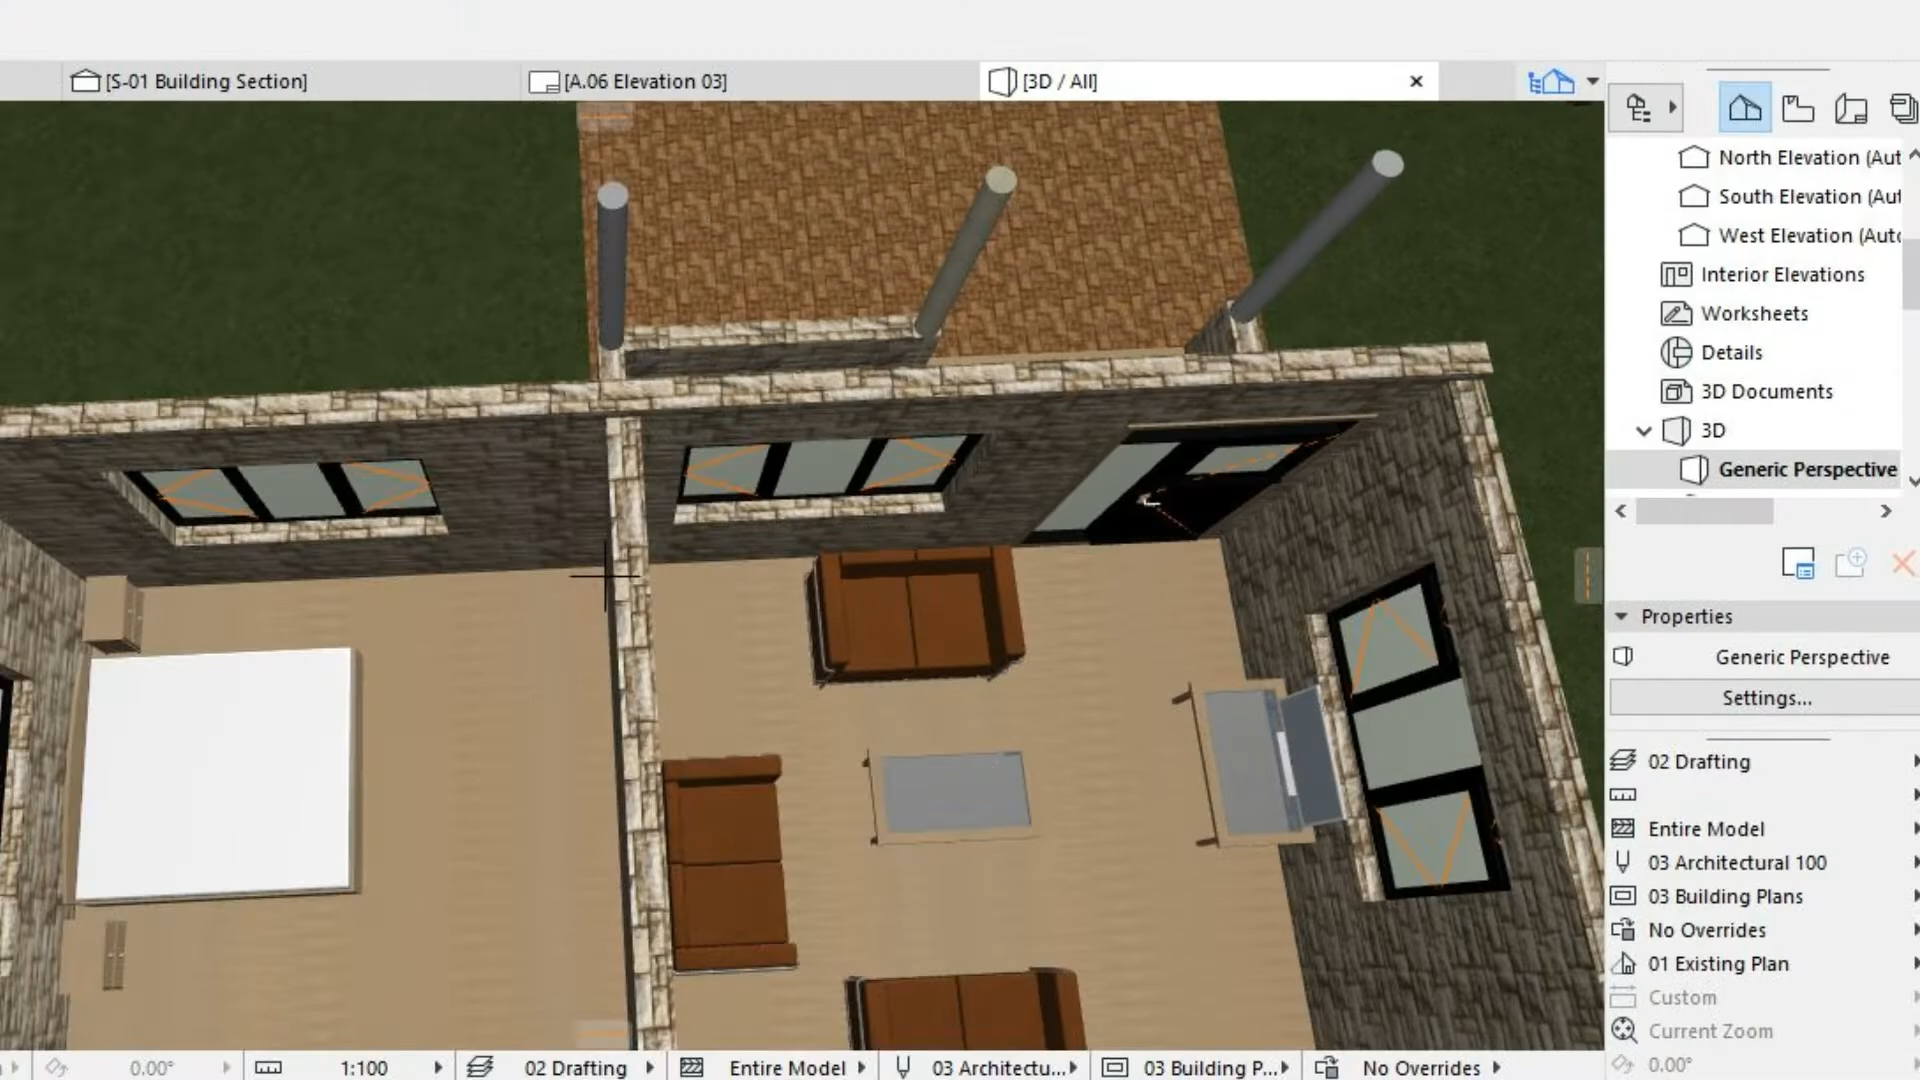 [S-01 Building Section]
[A.06 Elevation 03]
[3D / All]
North Elevation (Aut
South Elevation (Aut
West Elevation (Auto
Interior Elevations
Worksheets
Details
3D Documents
3D
Generic Perspective
Properties
Generic Perspective
Settings...
02 Drafting
Entire Model
03 Architectural 100
03 Building Plans
No Overrides
01 Existing Plan
Custom
Current Zoom
0.00°
0.00°
1:100
02 Drafting
Entire Model
03 Architectu...
03 Building P...
No Overrides